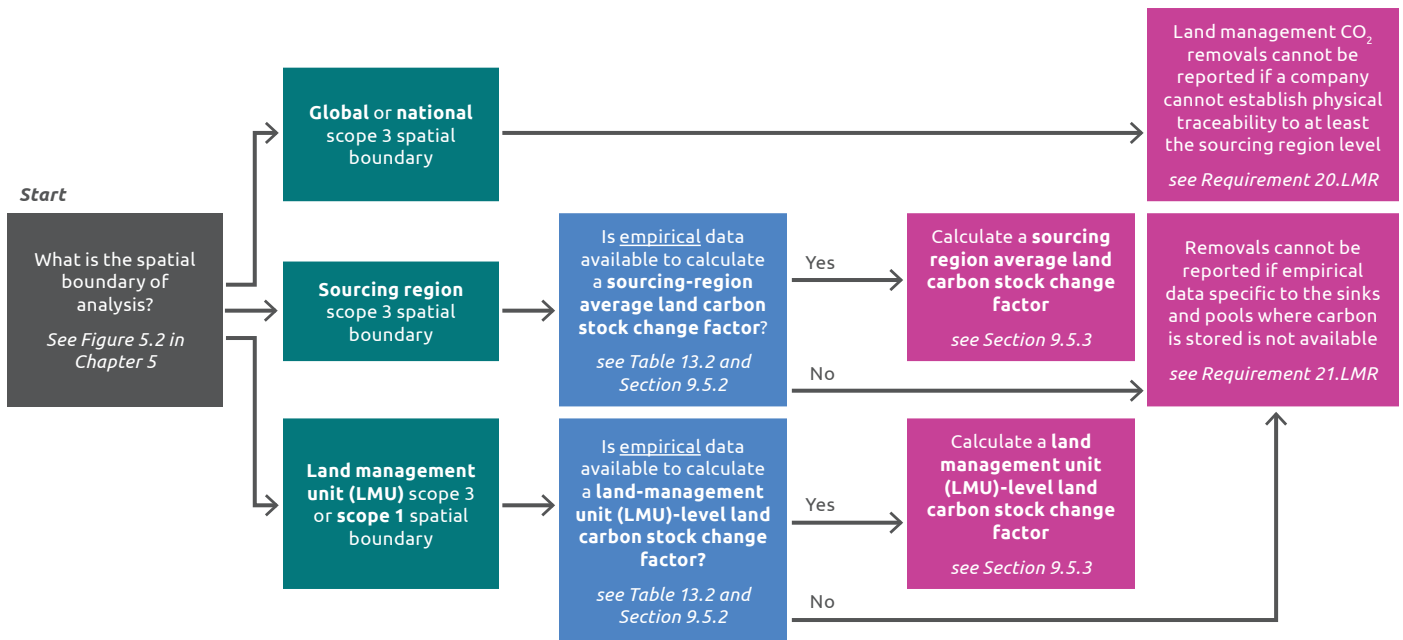 Start
What is the spatial
boundary of
analysis?
See Figure 5.2 in
Chapter 5
Global or national
scope 3 spatial
boundary
Land management CO₂
removals cannot be
reported if a company
cannot establish physical
traceability to at least
the sourcing region level
see Requirement 20.LMR
Sourcing region
scope 3 spatial
boundary
Is empirical data
available to calculate
a sourcing-region
average land carbon
stock change factor?
see Table 13.2 and
Section 9.5.2
Yes
Calculate a sourcing
region average land
carbon stock change
factor
see Section 9.5.3
No
Removals cannot be
reported if empirical
data specific to the sinks
and pools where carbon
is stored is not available
see Requirement 21.LMR
Land management
unit (LMU) scope 3
or scope 1 spatial
boundary
Is empirical data
available to calculate
a land-management
unit (LMU)-level land
carbon stock change
factor?
see Table 13.2 and
Section 9.5.2
Yes
Calculate a land
management unit
(LMU)-level land
carbon stock change
factor
see Section 9.5.3
No